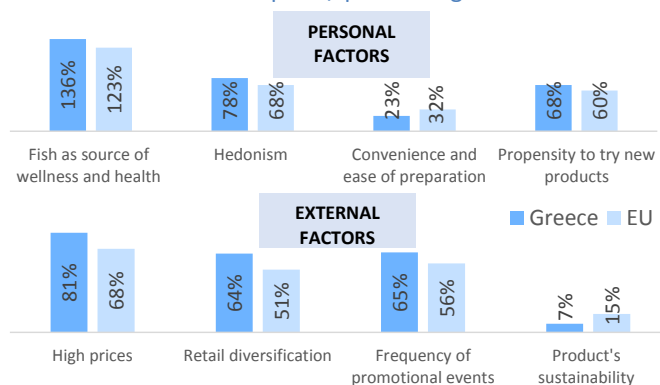 PERSONAL
FACTORS
136%
123%
78%
68%
23%
32%
68%
60%
Fish as source of
wellness and health
Hedonism
Convenience and
ease of preparation
Propensity to try new
products
EXTERNAL
FACTORS
Greece
EU
81%
68%
64%
51%
65%
56%
7%
15%
High prices
Retail diversification
Frequency of
promotional events
Product's
sustainability